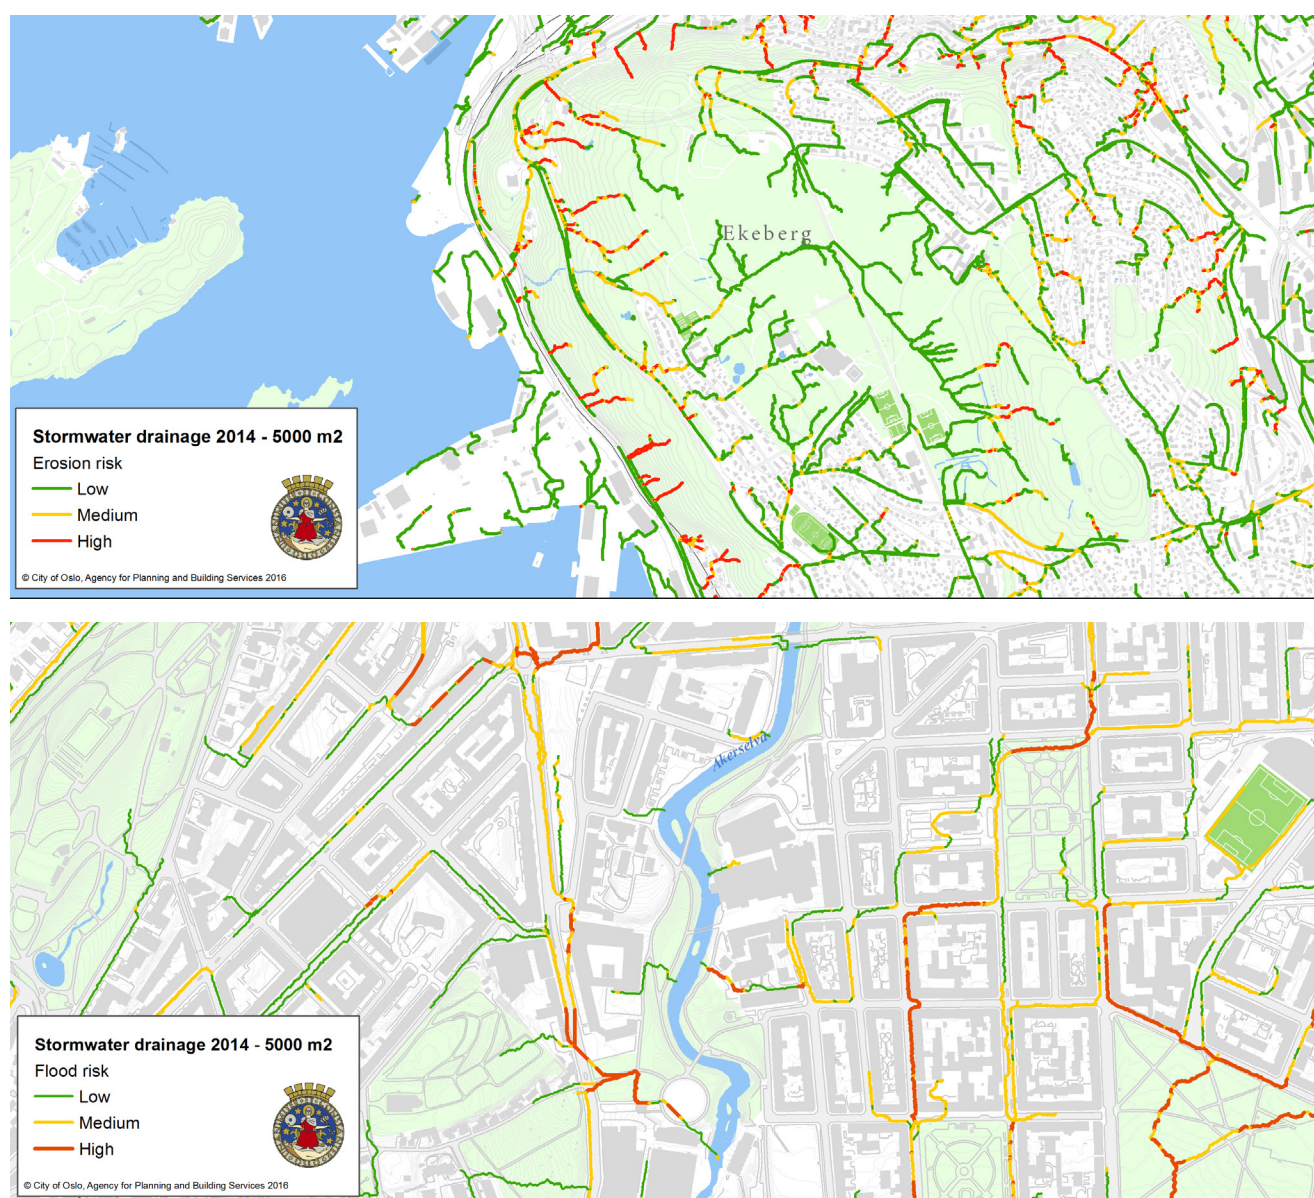 Ekeberg
Stormwater drainage 2014 - 5000 m2
Erosion risk
Low
Medium
High
© City of Oslo, Agency for Planning and Building Services 2016
Akerselva
Stormwater drainage 2014 - 5000 m2
Flood risk
Low
Medium
High
© City of Oslo, Agency for Planning and Building Services 2016